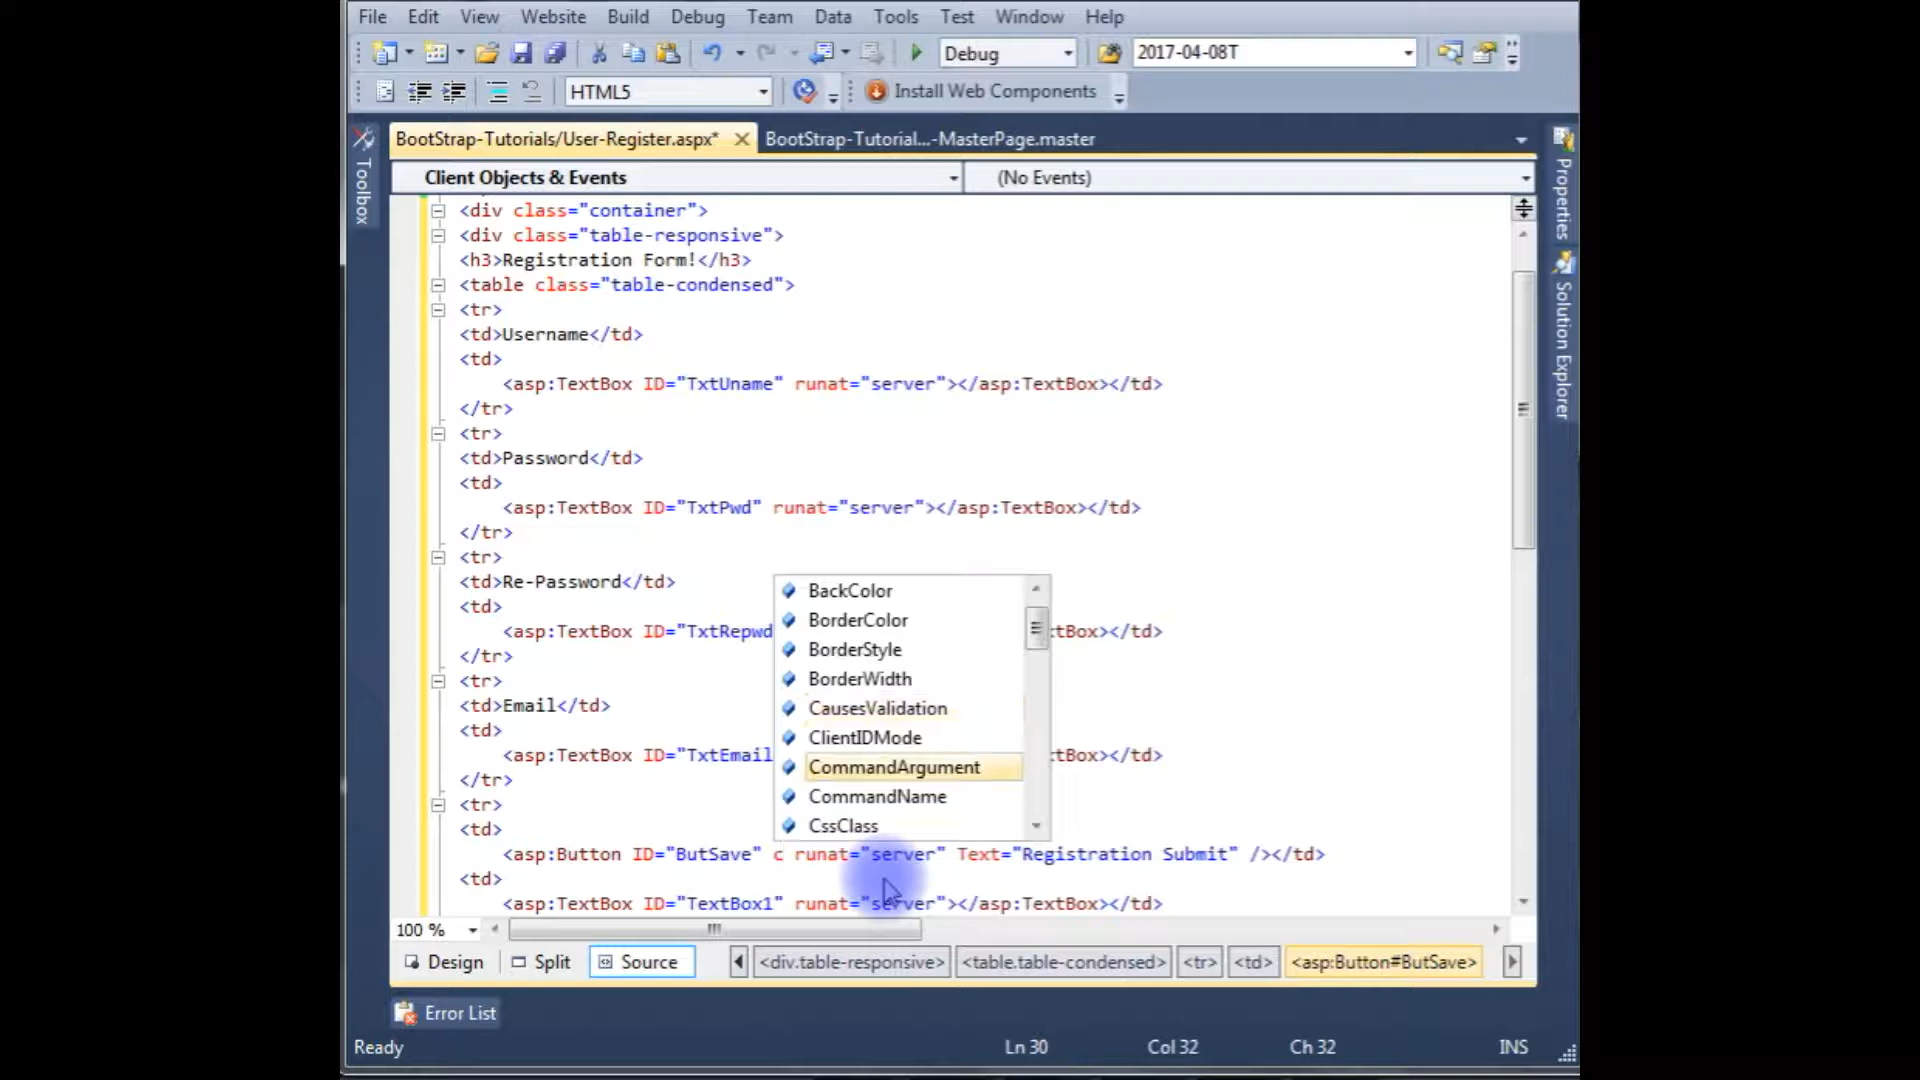 File Edit View Website Build Debug Team Data Tools Test Window Help
Debug 2017-04-08T
HTML5 Install Web Components
BootStrap-Tutorials/User-Register.aspx* BootStrap-Tutorial...-MasterPage.master
Toolbox
Properties
Solution Explorer
Client Objects & Events (No Events)
<div class="container">
<div class="table-responsive">
<h3>Registration Form!</h3>
<table class="table-condensed">
<tr>
<td>Username</td>
<td>
<asp:TextBox ID="TxtUname" runat="server"></asp:TextBox></td>
</tr>
<tr>
<td>Password</td>
<td>
<asp:TextBox ID="TxtPwd" runat="server"></asp:TextBox></td>
</tr>
<tr>
<td>Re-Password</td>
<td>
<asp:TextBox ID="TxtRepwd tBox></td>
</tr>
<tr>
<td>Email</td>
<td>
<asp:TextBox ID="TxtEmail tBox></td>
</tr>
<tr>
<td>
BackColor
BorderColor
BorderStyle
BorderWidth
CausesValidation
ClientIDMode
CommandArgument
CommandName
CssClass
<asp:Button ID="ButSave" c runat="server" Text="Registration Submit" /></td>
<td>
<asp:TextBox ID="TextBox1" runat="server"></asp:TextBox></td>
100 %
Design Split Source <div.table-responsive> <table.table-condensed> <tr> <td> <asp:Button#ButSave>
Error List
Ready Ln 30 Col 32 Ch 32 INS